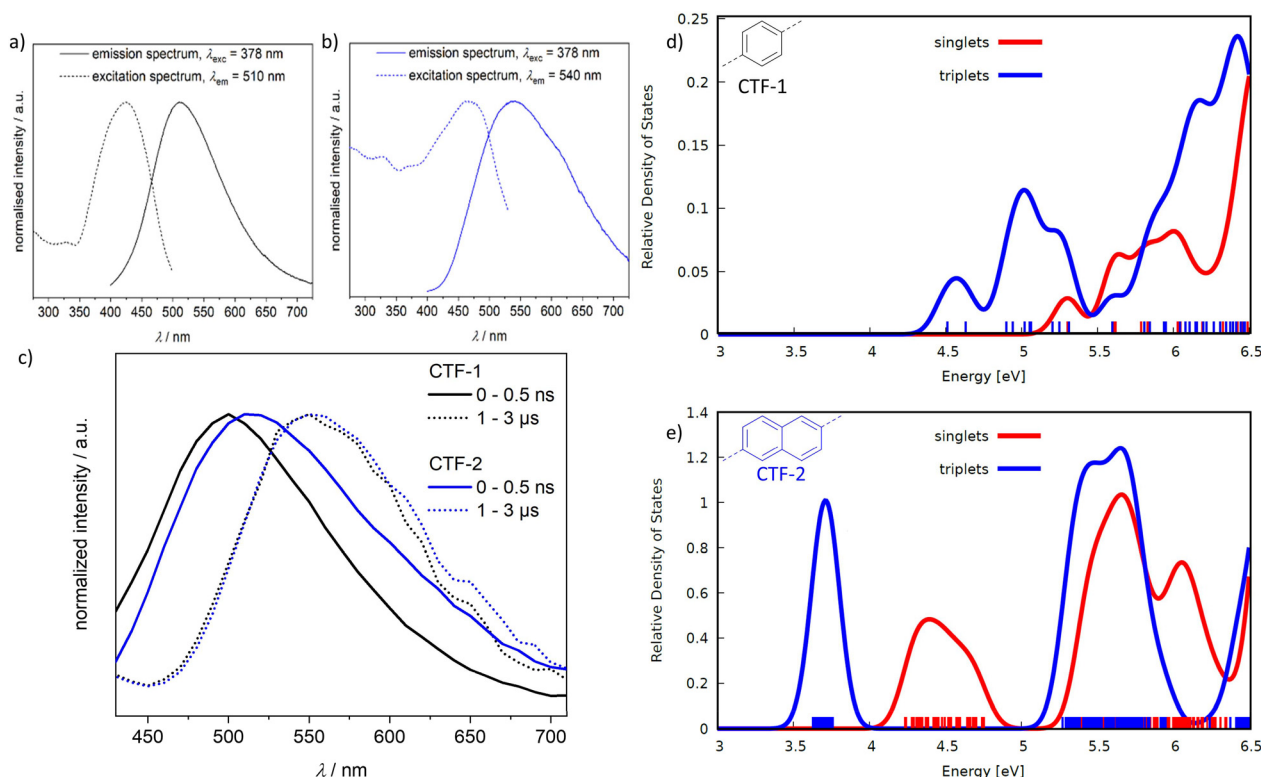 a)
emission spectrum, λexc = 378 nm
excitation spectrum, λem = 510 nm
normalised intensity / a.u.
300 350 400 450 500 550 600 650 700
λ / nm
b)
emission spectrum, λexc = 378 nm
excitation spectrum, λem = 540 nm
normalised intensity / a.u.
300 350 400 450 500 550 600 650 700
λ / nm
c)
CTF-1
0 - 0.5 ns
1 - 3 µs
CTF-2
0 - 0.5 ns
1 - 3 µs
normalized intensity / a.u.
450 500 550 600 650 700
λ / nm
d)
CTF-1
singlets
triplets
Relative Density of States
0.25
0.2
0.15
0.1
0.05
0
3 3.5 4 4.5 5 5.5 6 6.5
Energy [eV]
e)
CTF-2
singlets
triplets
Relative Density of States
1.4
1.2
1
0.8
0.6
0.4
0.2
0
3 3.5 4 4.5 5 5.5 6 6.5
Energy [eV]